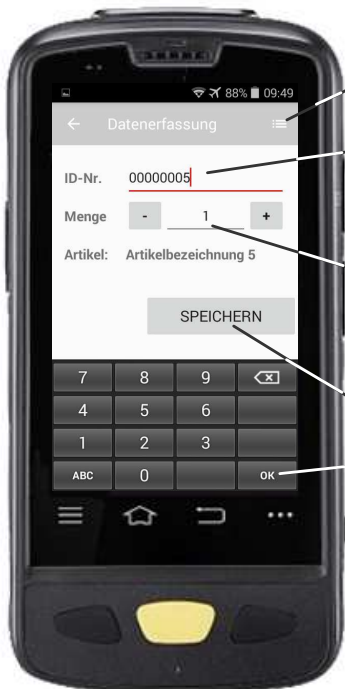 88% 09:49
Datenerfassung
ID-Nr. 00000005
Menge - 1 +
Artikel: Artikelbezeichnung 5
SPEICHERN
7 8 9
4 5 6
1 2 3
ABC 0 OK